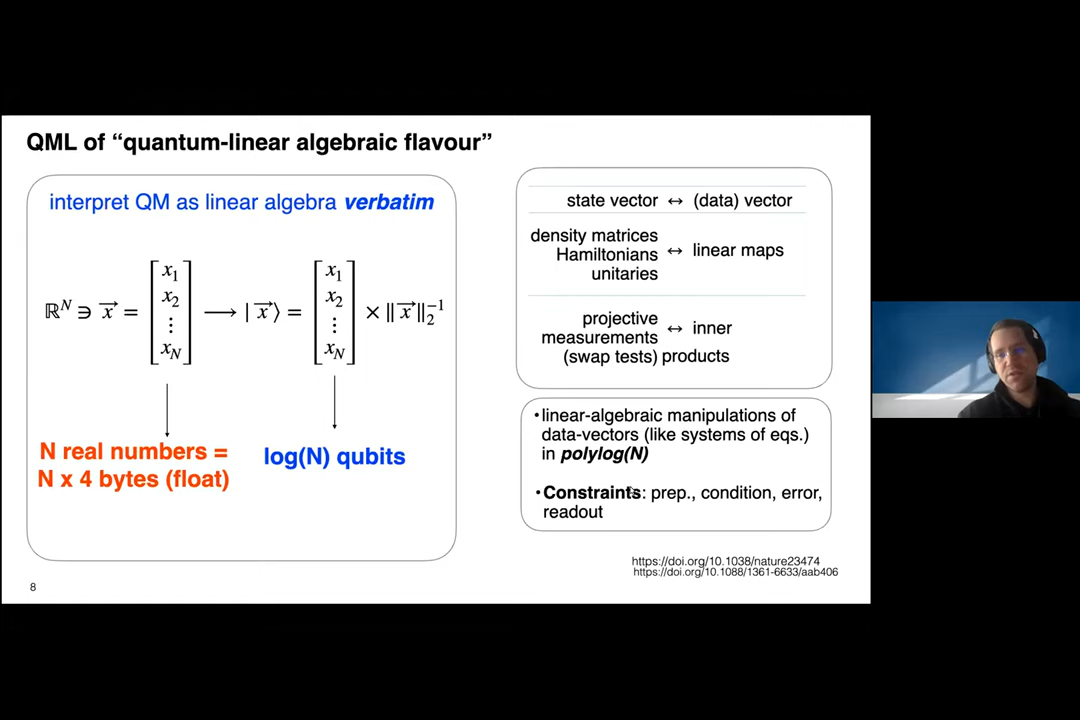 QML of “quantum-linear algebraic flavour”
interpret QM as linear algebra verbatim
ℝᴺ ∋ x⃗ = [x₁ x₂ ⋮ x_N] ⟶ | x⃗ ⟩ = [x₁ x₂ ⋮ x_N] × ‖x⃗‖₂⁻¹
N real numbers =
N x 4 bytes (float)
log(N) qubits
state vector ↔ (data) vector
density matrices
Hamiltonians ↔ linear maps
unitaries
projective
measurements ↔ inner
(swap tests) products
•linear-algebraic manipulations of
data-vectors (like systems of eqs.)
in polylog(N)
•Constraints: prep., condition, error,
readout
https://doi.org/10.1038/nature23474
https://doi.org/10.1088/1361-6633/aab406
8